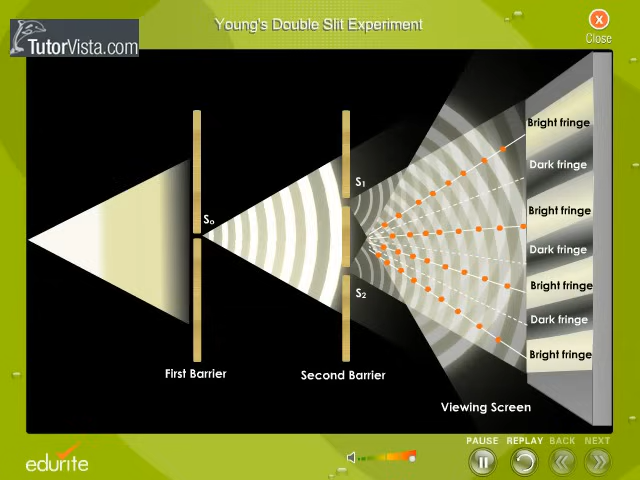 Young's Double Slit Experiment
X
Close
TutorVista.com
Bright fringe
Dark fringe
S1
So
Bright fringe
Dark fringe
Bright fringe
S2
Dark fringe
Bright fringe
First Barrier
Second Barrier
Viewing Screen
PAUSE REPLAY BACK NEXT
edurite